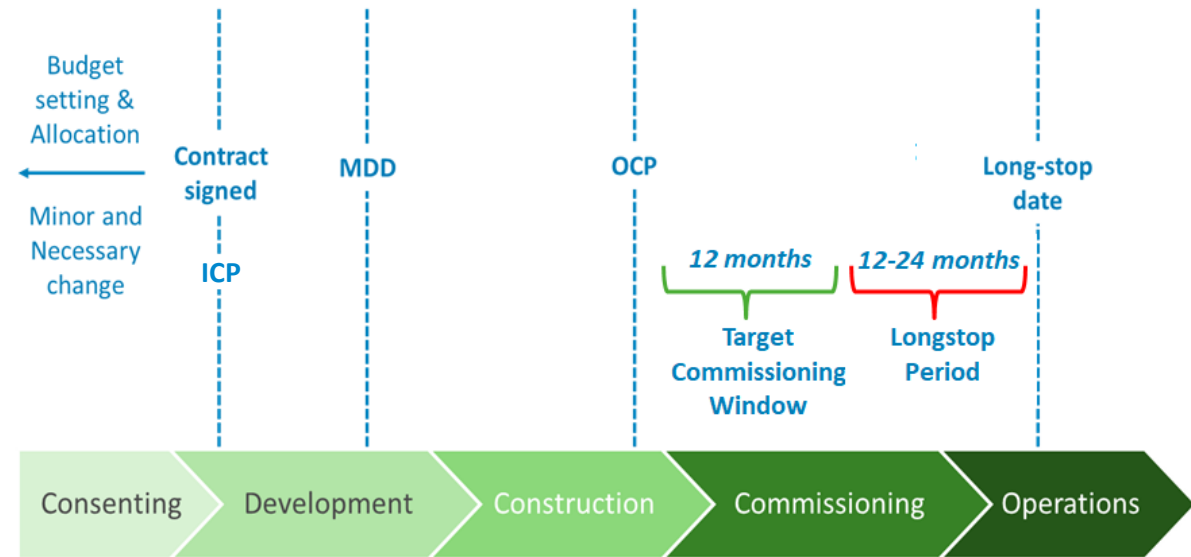 Budget
setting &
Allocation
Minor and
Necessary
change
Contract
signed
ICP
MDD
OCP
Long-stop
date
12 months
12-24 months
Target
Commissioning
Window
Longstop
Period
Consenting
Development
Construction
Commissioning
Operations